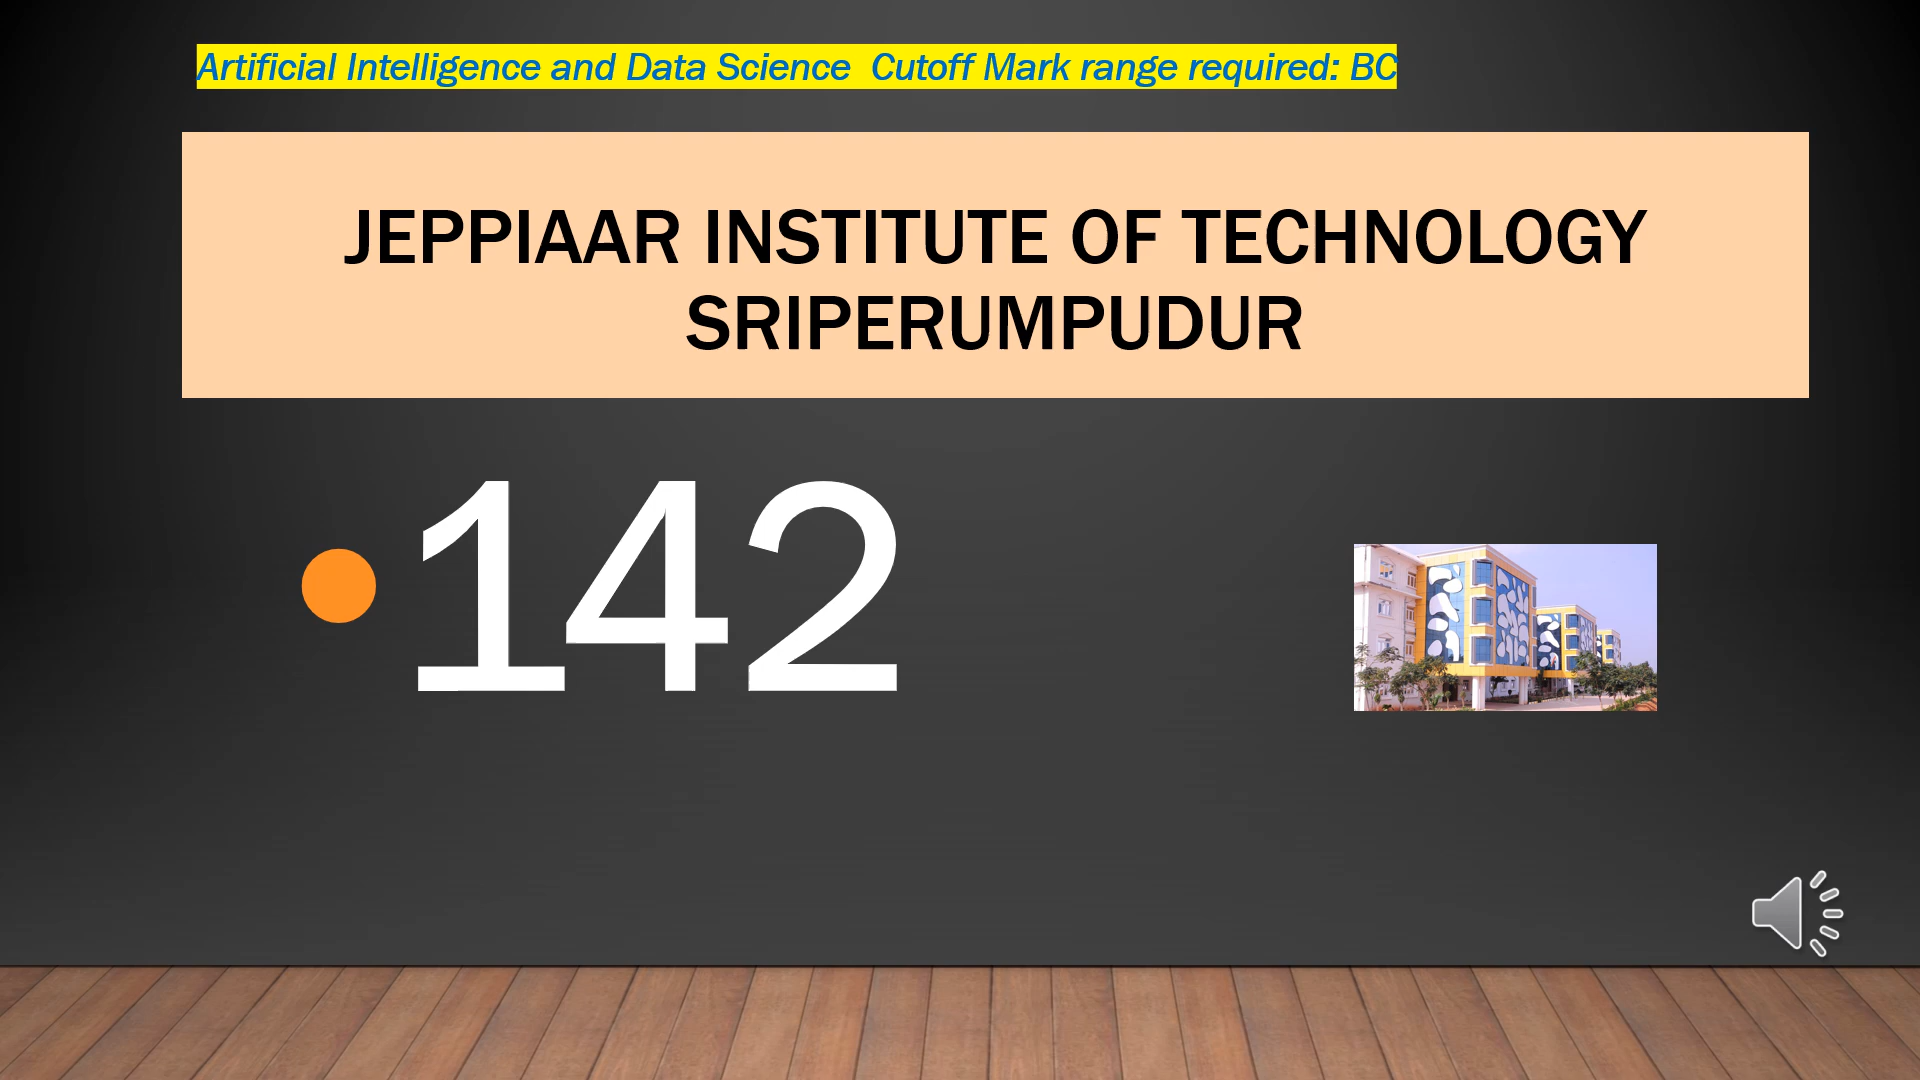 Artificial Intelligence and Data Science  Cutoff Mark range required: BC
JEPPIAAR INSTITUTE OF TECHNOLOGY
SRIPERUMPUDUR
142